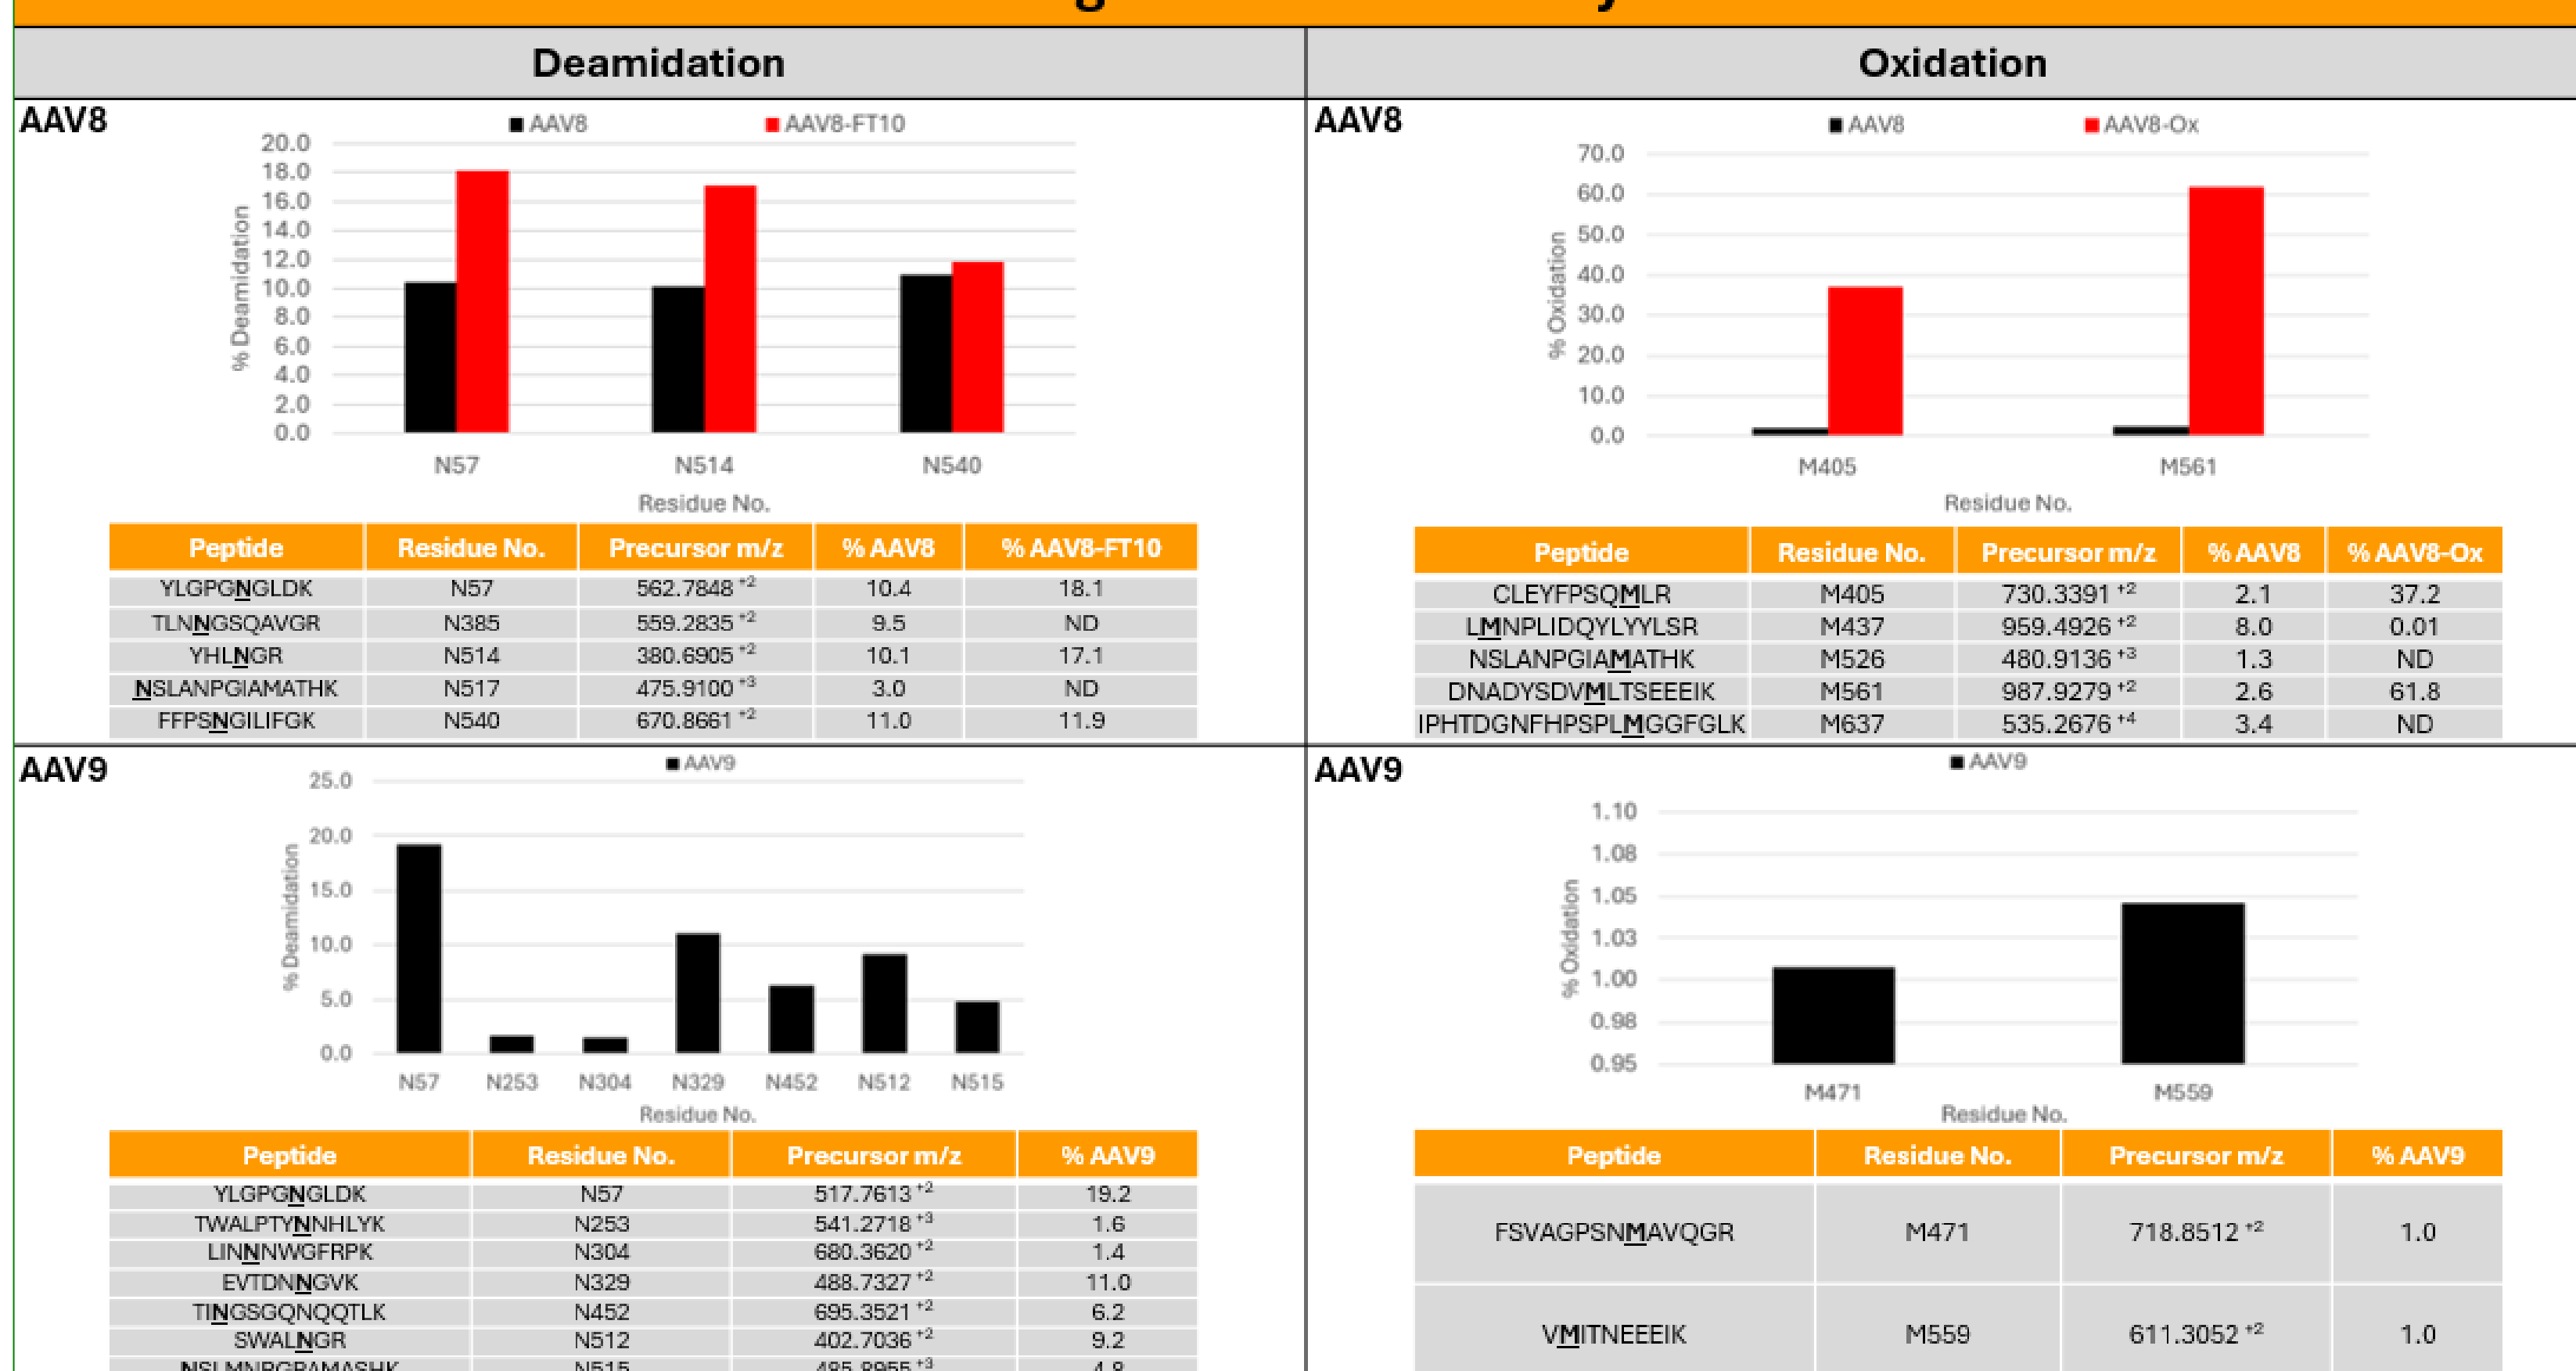 Deamidation
Oxidation
AAV8
AAV8 AAV8-FT10
20.0
18.0
16.0
14.0
12.0
10.0
8.0
6.0
4.0
2.0
0.0
% Deamidation
N57 N514 N540
Residue No.
Peptide Residue No. Precursor m/z % AAV8 % AAV8-FT10
YLGPGNGLDK N57 562.7848 +2 10.4 18.1
TLNNGSQAVGR N385 559.2835 +2 9.5 ND
YHLNGR N514 380.6905 +2 10.1 17.1
NSLANPGIAMATHK N517 475.9100 +3 3.0 ND
FFPSNGILIFGK N540 670.8661 +2 11.0 11.9
AAV8
AAV8 AAV8-Ox
70.0
60.0
50.0
40.0
30.0
20.0
10.0
0.0
% Oxidation
M405 M561
Residue No.
Peptide Residue No. Precursor m/z % AAV8 % AAV8-Ox
CLEYFPSQMLR M405 730.3391 +2 2.1 37.2
LMNPLIDQYLYYLSR M437 959.4926 +2 8.0 0.01
NSLANPGIAMATHK M526 480.9136 +3 1.3 ND
DNADYSDVMLTSEEEIK M561 987.9279 +2 2.6 61.8
IPHTDGNFHPSPLMGGFGLK M637 535.2676 +4 3.4 ND
AAV9
AAV9
25.0
20.0
15.0
10.0
5.0
0.0
% Deamidation
N57 N253 N304 N329 N452 N512 N515
Residue No.
Peptide Residue No. Precursor m/z % AAV9
YLGPGNGLDK N57 517.7613 +2 19.2
TWALPTYNNHLYK N253 541.2718 +3 1.6
LINNNWGFRPK N304 680.3620 +2 1.4
EVTDNNGVK N329 488.7327 +2 11.0
TINGSGQNQQTLK N452 695.3521 +2 6.2
SWALNGR N512 402.7036 +2 9.2
NSLMNPGPAMASHK N515 485.8955 +3 4.8
AAV9
AAV9
1.10
1.08
1.05
1.03
1.00
0.98
0.95
% Oxidation
M471 M559
Residue No.
Peptide Residue No. Precursor m/z % AAV9
FSVAGPSNMAVQGR M471 718.8512 +2 1.0
VMITNEEEIK M559 611.3052 +2 1.0